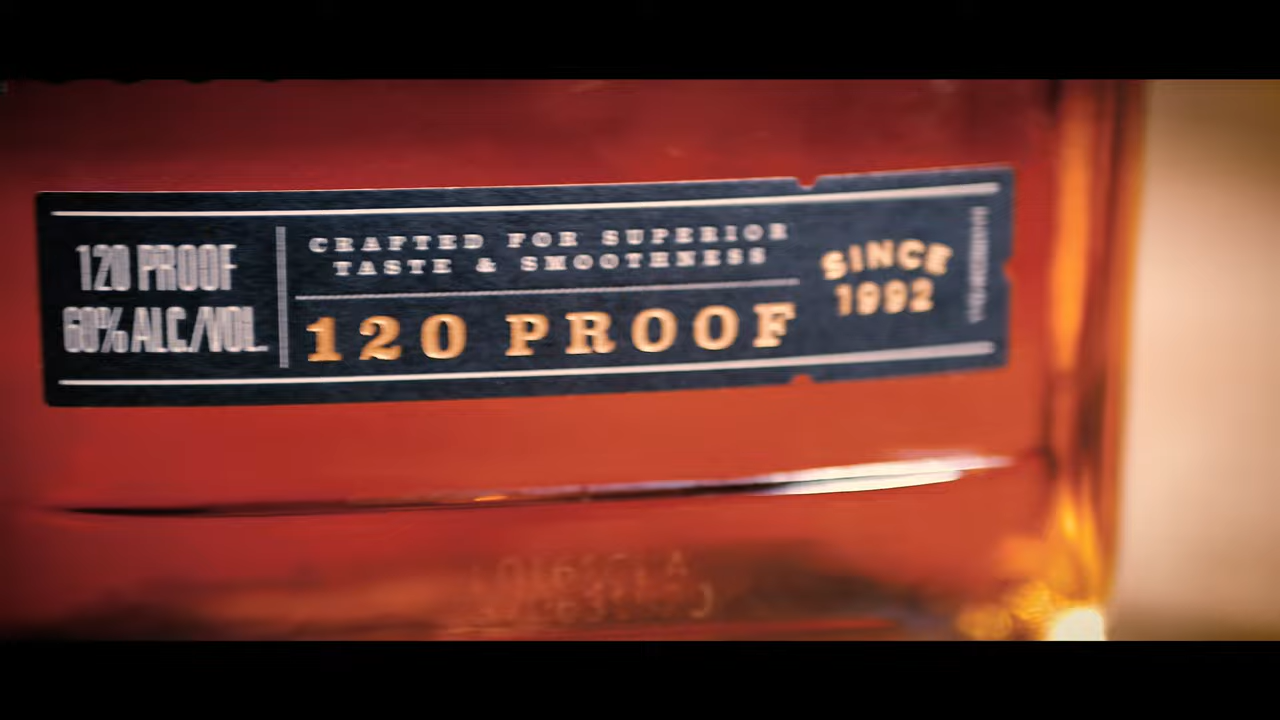 120 PROOF
60% ALC./VOL.
CRAFTED FOR SUPERIOR
TASTE & SMOOTHNESS
120 PROOF
SINCE
1992